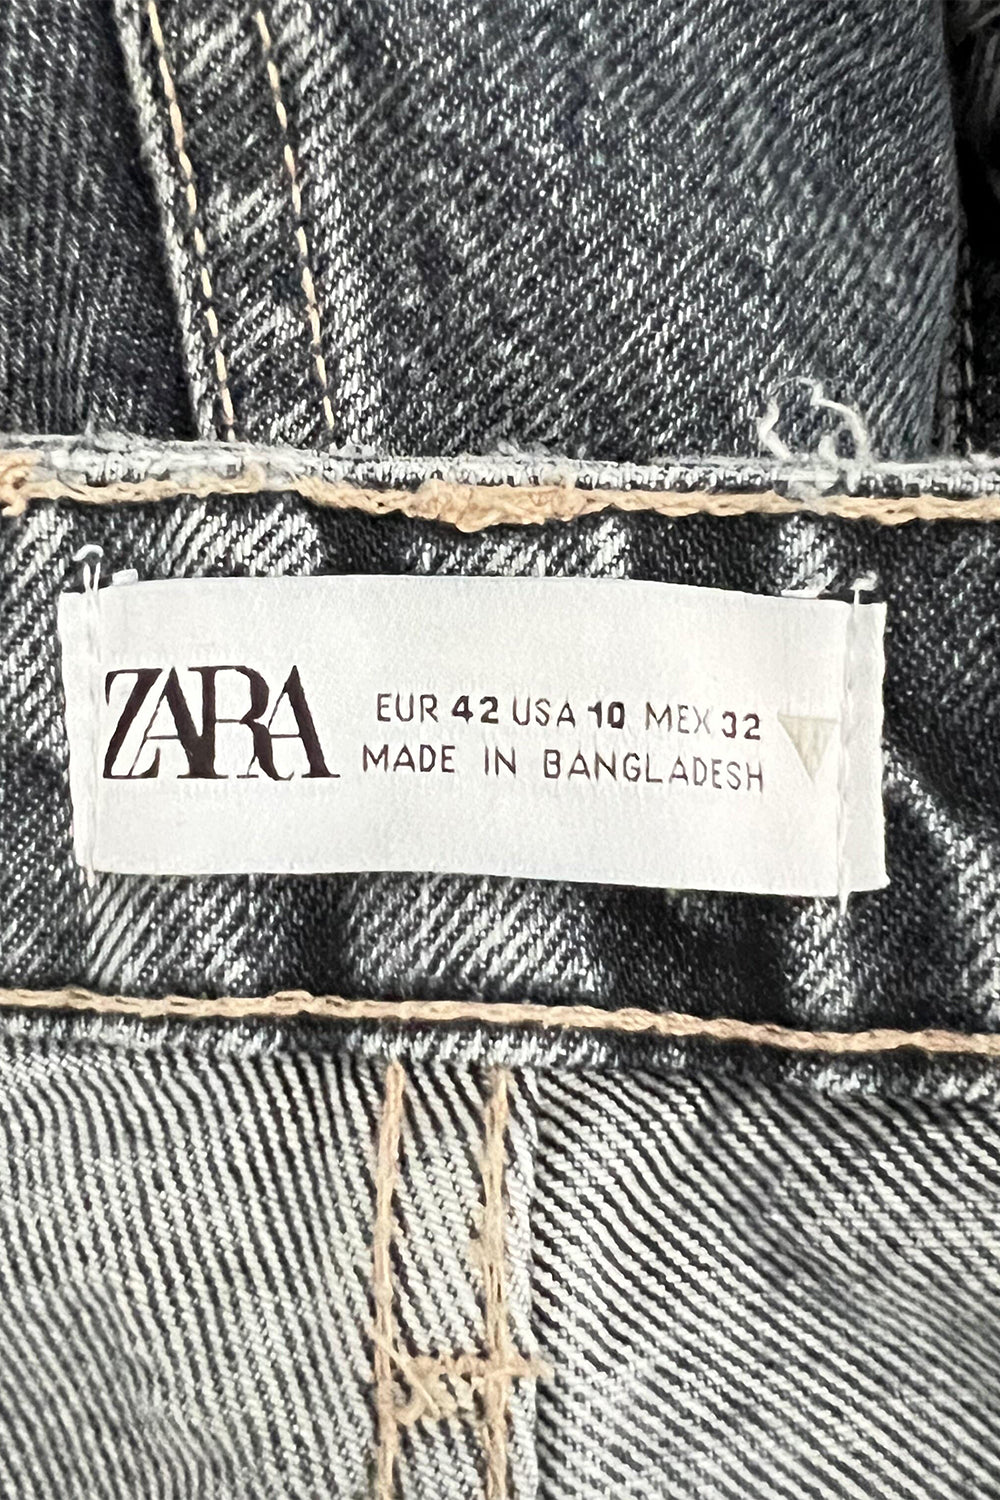 ZARA
EUR 42 USA 10 MEX 32
MADE IN BANGLADESH